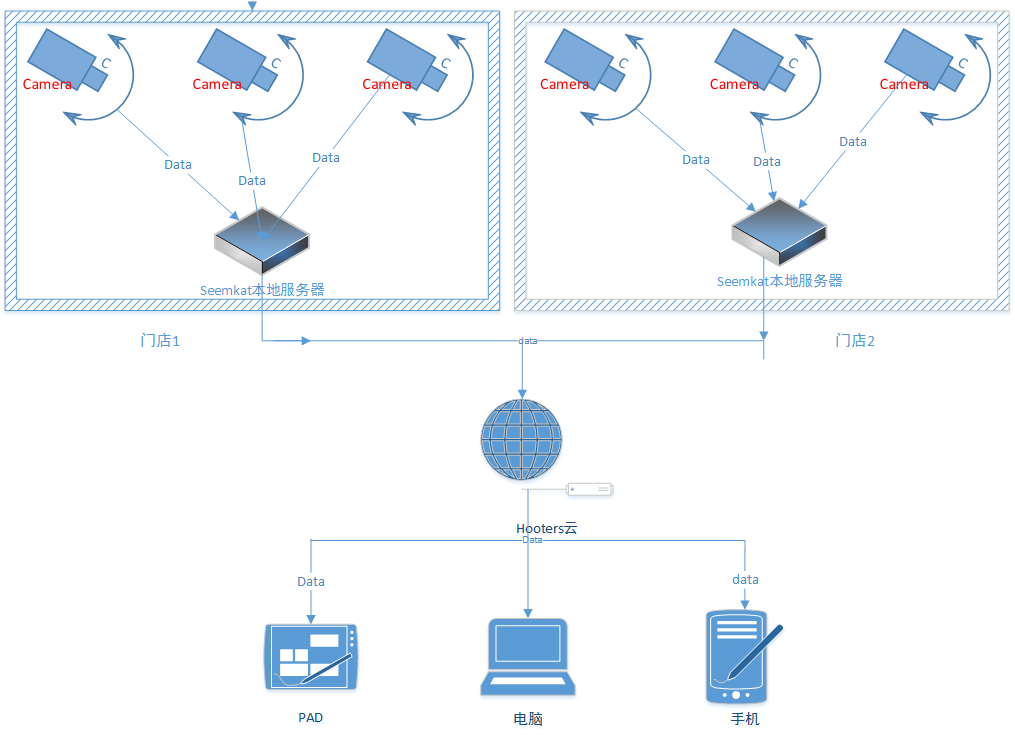 C
C
C
C
C
C
Camera
Camera
Camera
Camera
Camera
Camera
Data
Data
Data
Data
Data
Data
Seemkat本地服务器
Seemkat本地服务器
门店1
data
门店2
Hooters云
Data
Data
data
PAD
电脑
手机